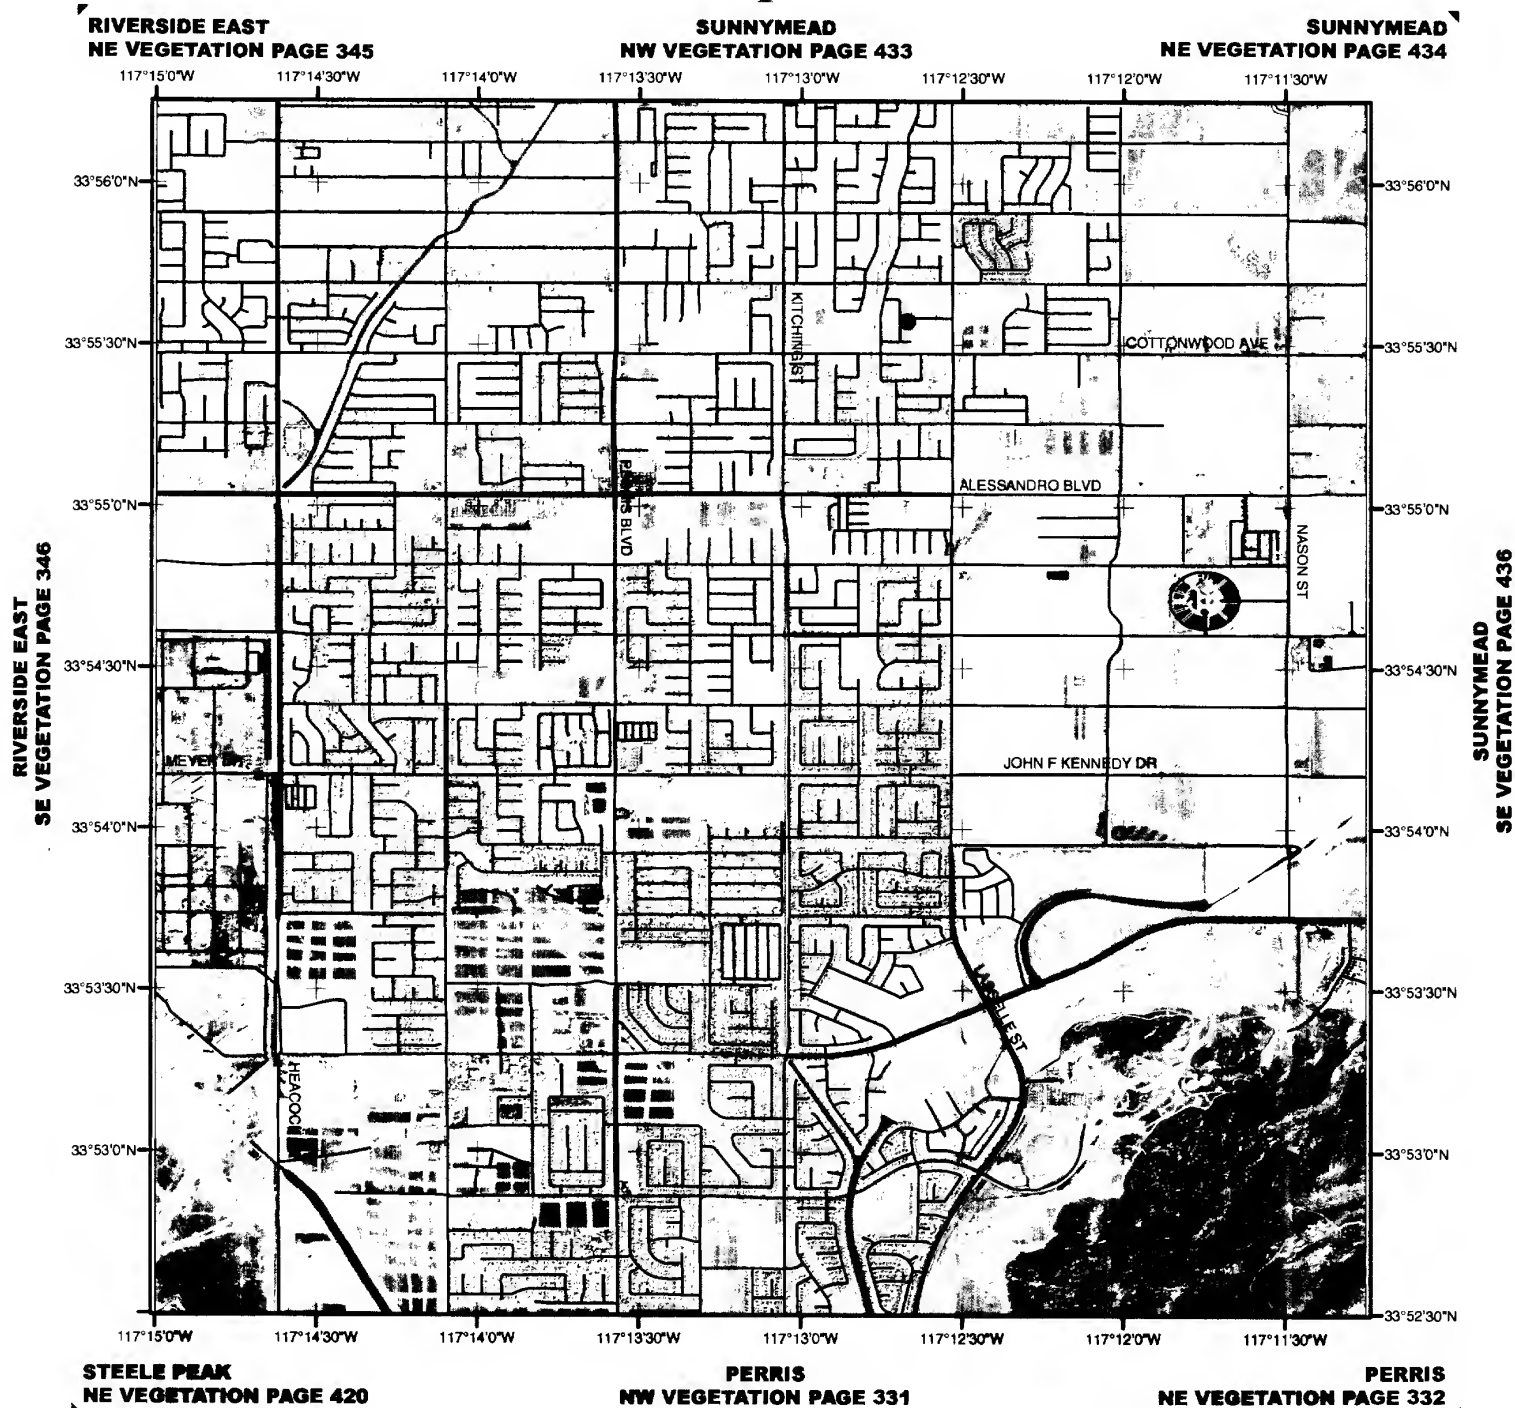 RIVERSIDE EAST
NE VEGETATION PAGE 345
SUNNYMEAD
NW VEGETATION PAGE 433
SUNNYMEAD
NE VEGETATION PAGE 434
117°15'0"W 117°14'30"W 117°14'0"W 117°13'30"W 117°13'0"W 117°12'30"W 117°12'0"W 117°11'30"W
33°56'0"N 33°56'0"N
KITCHING ST
33°55'30"N COTTONWOOD AVE 33°55'30"N
PERRIS BLVD
ALESSANDRO BLVD
33°55'0"N 33°55'0"N
NASON ST
RIVERSIDE EAST
SE VEGETATION PAGE 346
SUNNYMEAD
SE VEGETATION PAGE 436
33°54'30"N 33°54'30"N
MEYER DR
JOHN F KENNEDY DR
33°54'0"N 33°54'0"N
33°53'30"N 33°53'30"N
LASSELLE ST
HEACOCK
33°53'0"N 33°53'0"N
33°52'30"N
117°15'0"W 117°14'30"W 117°14'0"W 117°13'30"W 117°13'0"W 117°12'30"W 117°12'0"W 117°11'30"W
STEELE PEAK
NE VEGETATION PAGE 420
PERRIS
NW VEGETATION PAGE 331
PERRIS
NE VEGETATION PAGE 332